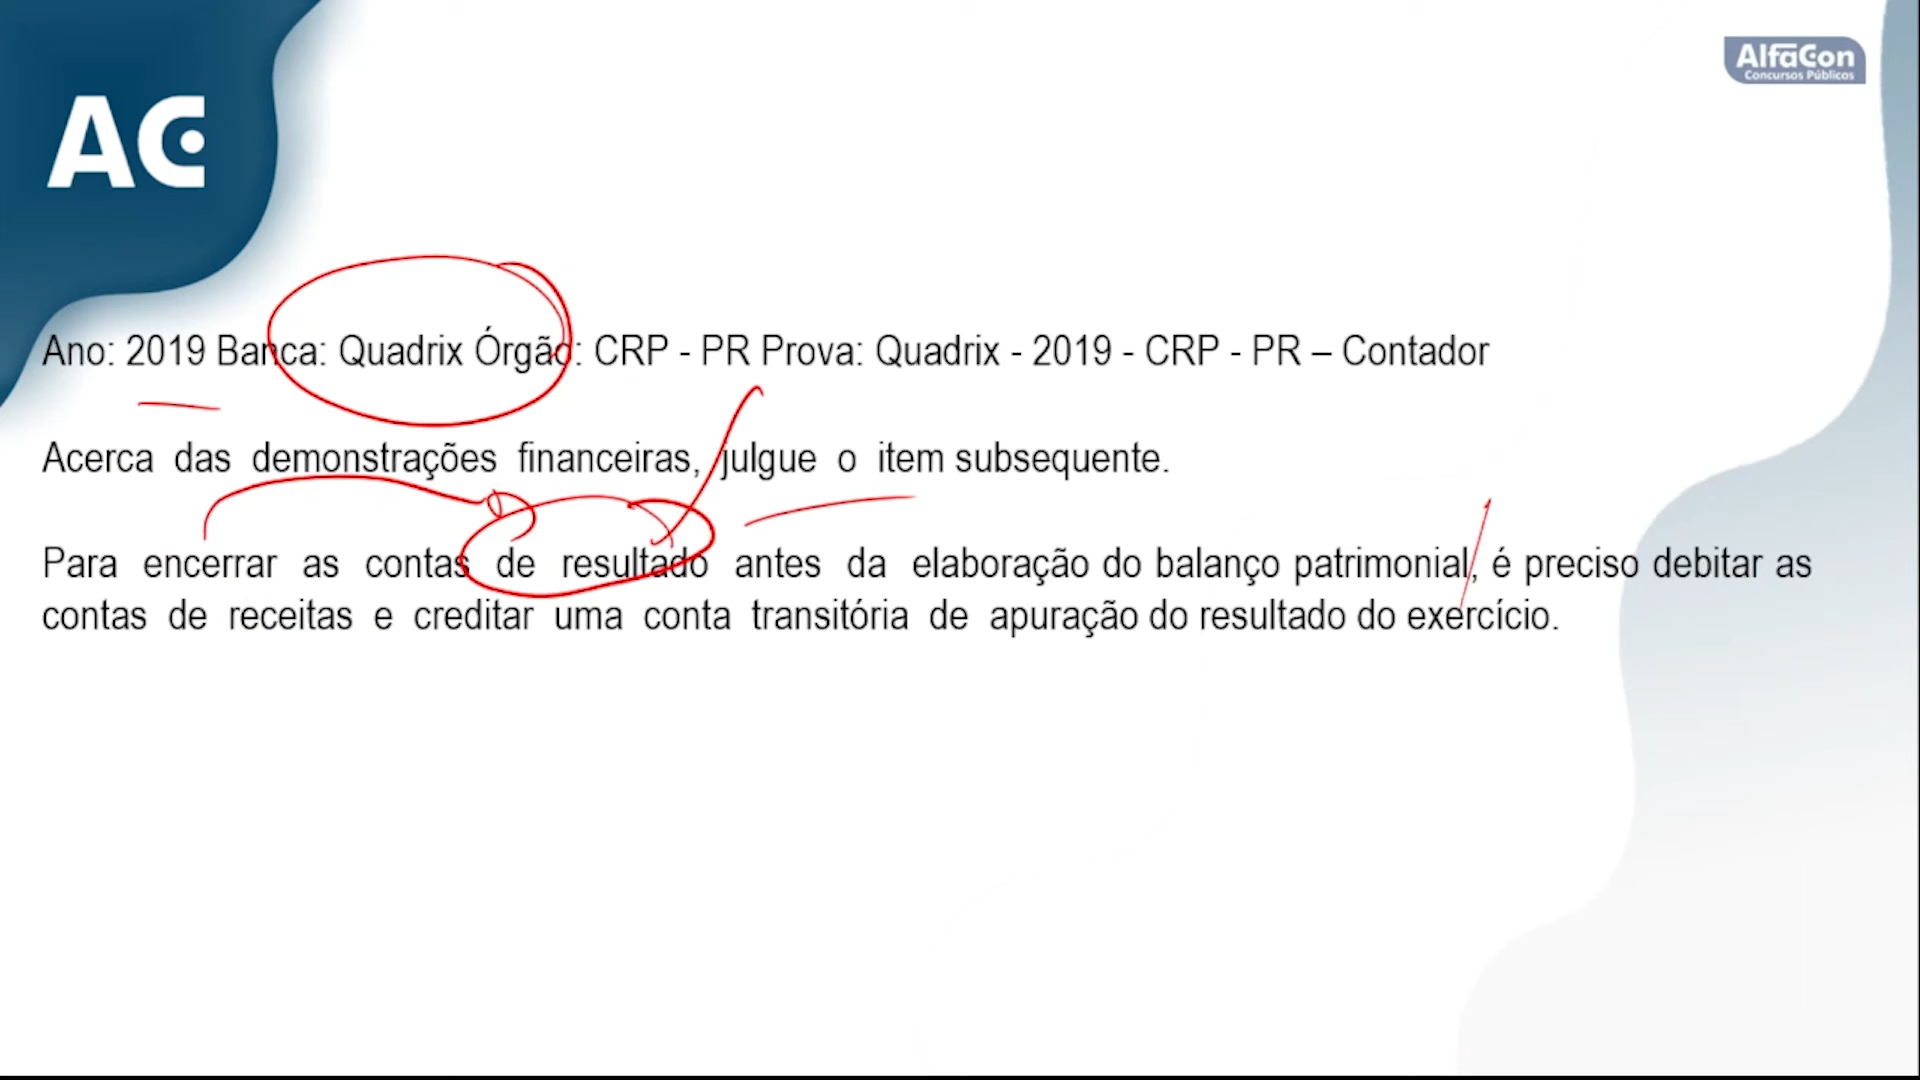 AlfaCon
Concursos Públicos
AC
Ano: 2019 Banca: Quadrix Órgão: CRP - PR Prova: Quadrix - 2019 - CRP - PR – Contador
Acerca das demonstrações financeiras, julgue o item subsequente.
Para encerrar as contas de resultado antes da elaboração do balanço patrimonial, é preciso debitar as
contas de receitas e creditar uma conta transitória de apuração do resultado do exercício.